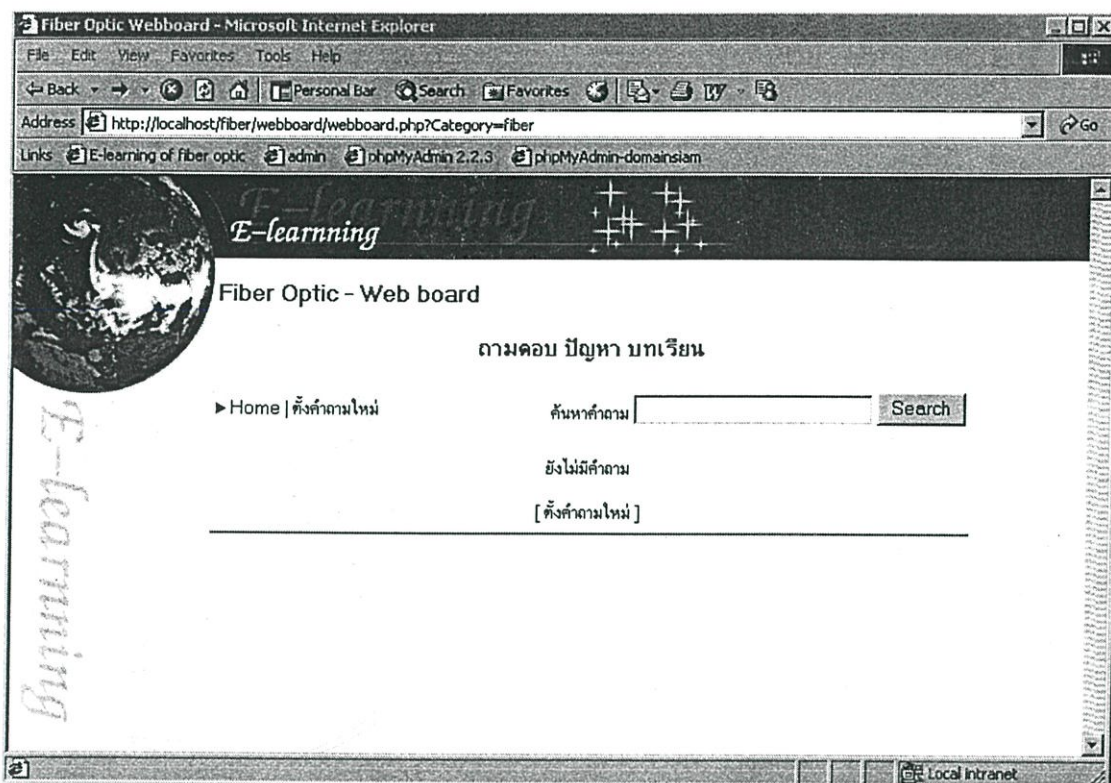 Fiber Optic Webboard - Microsoft Internet Explorer
File Edit View Favorites Tools Help
Back Personal Bar Search Favorites
Address http://localhost/fiber/webboard/webboard.php?Category=fiber Go
Links E-learning of fiber optic admin phpMyAdmin 2.2.3 phpMyAdmin-domainsiam
E-learnning
E-learnning
Fiber Optic - Web board
ถามตอบ ปัญหา บทเรียน
Home | ตั้งคำถามใหม่ ค้นหาคำถาม Search
ยังไม่มีคำถาม
[ ตั้งคำถามใหม่ ]
E-learnning
Local intranet